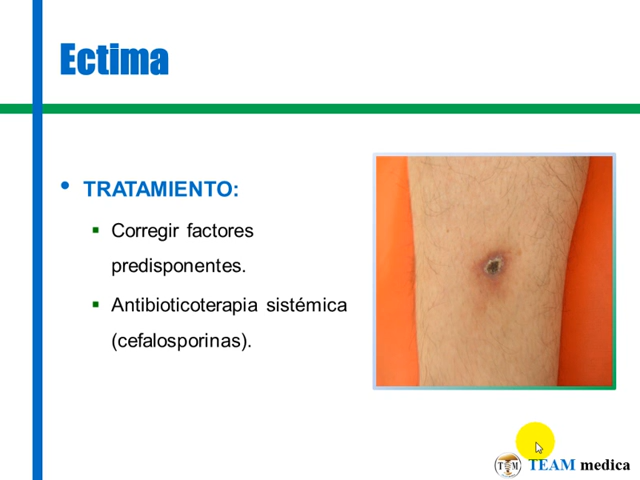 Ectima
• TRATAMIENTO:
▪ Corregir factores
predisponentes.
▪ Antibioticoterapia sistémica
(cefalosporinas).
TEAM medica